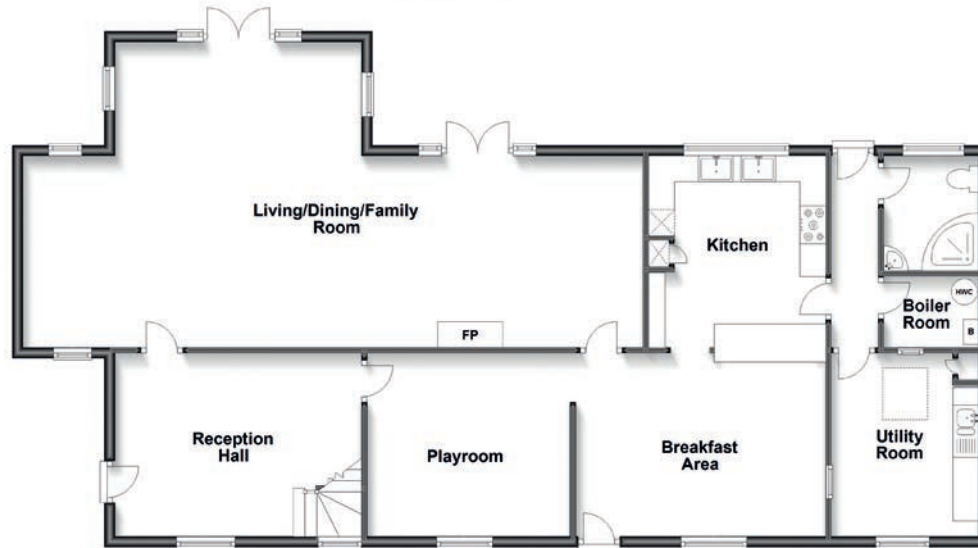 Living/Dining/Family
Room
Kitchen
Boiler
Room
HWC
B
FP
Reception
Hall
Playroom
Breakfast
Area
Utility
Room